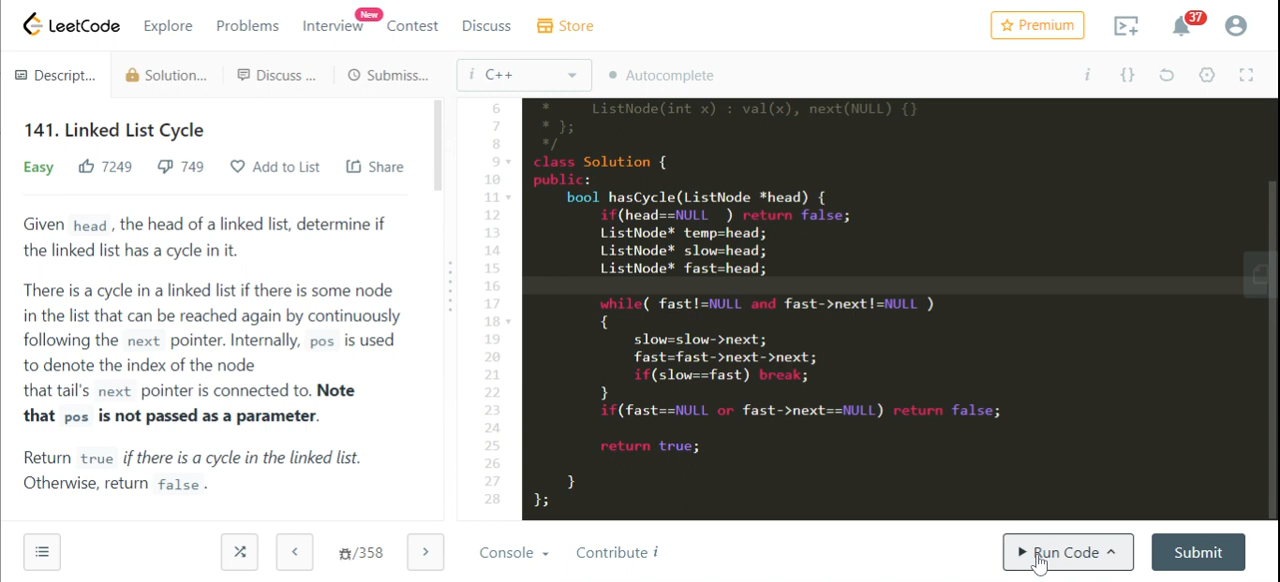 LeetCode Explore Problems Interview New Contest Discuss Store Premium 37
Descript... Solution... Discuss ... Submiss... i C++ Autocomplete i {}
141. Linked List Cycle
Easy 7249 749 Add to List Share
Given head, the head of a linked list, determine if
the linked list has a cycle in it.
There is a cycle in a linked list if there is some node
in the list that can be reached again by continuously
following the next pointer. Internally, pos is used
to denote the index of the node
that tail's next pointer is connected to. Note
that pos is not passed as a parameter.
Return true if there is a cycle in the linked list.
Otherwise, return false.
6 * ListNode(int x) : val(x), next(NULL) {}
7 * };
8 */
9 class Solution {
10 public:
11 bool hasCycle(ListNode *head) {
12 if(head==NULL ) return false;
13 ListNode* temp=head;
14 ListNode* slow=head;
15 ListNode* fast=head;
16
17 while( fast!=NULL and fast->next!=NULL )
18 {
19 slow=slow->next;
20 fast=fast->next->next;
21 if(slow==fast) break;
22 }
23 if(fast==NULL or fast->next==NULL) return false;
24
25 return true;
26
27 }
28 };
/358 Console Contribute i Run Code Submit